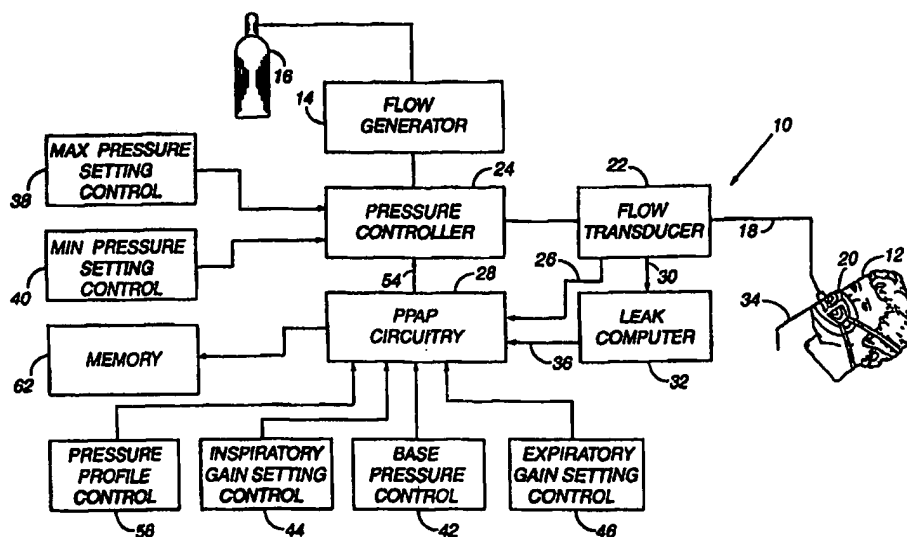 16
14
FLOW
GENERATOR
10
MAX PRESSURE
SETTING
CONTROL
38
24
PRESSURE
CONTROLLER
22
FLOW
TRANSDUCER
18
12
20
34
MIN PRESSURE
SETTING
CONTROL
40
54
28
26
30
PPAP
CIRCUITRY
LEAK
COMPUTER
36
32
MEMORY
62
PRESSURE
PROFILE
CONTROL
58
INSPIRATORY
GAIN SETTING
CONTROL
44
BASE
PRESSURE
CONTROL
42
EXPIRATORY
GAIN SETTING
CONTROL
46